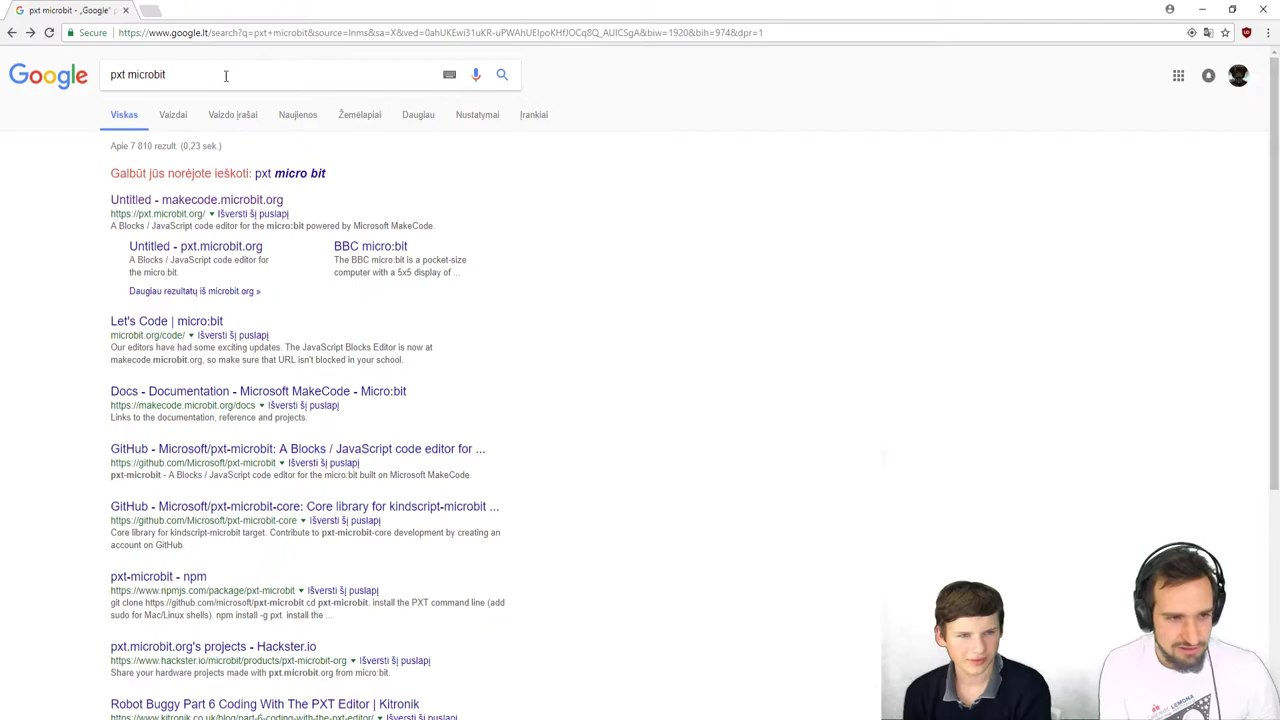 pxt microbit - „Google“ p
Secure https://www.google.lt/search?q=pxt+microbit&source=lnms&sa=X&ved=0ahUKEwi31uKR-uPWAhUEIpoKHfJOCq8Q_AUICSgA&biw=1920&bih=974&dpr=1
Google pxt microbit
Viskas Vaizdai Vaizdo įrašai Naujienos Žemėlapiai Daugiau Nustatymai Įrankiai
Apie 7 810 rezult. (0,23 sek.)
Galbūt jūs norėjote ieškoti: pxt micro bit
Untitled - makecode.microbit.org
https://pxt.microbit.org/ Išversti šį puslapį
A Blocks / JavaScript code editor for the micro:bit powered by Microsoft MakeCode.
Untitled - pxt.microbit.org BBC micro:bit
A Blocks / JavaScript code editor for The BBC micro:bit is a pocket-size
the micro:bit. computer with a 5x5 display of ...
Daugiau rezultatų iš microbit.org »
Let's Code | micro:bit
microbit.org/code/ Išversti šį puslapį
Our editors have had some exciting updates. The JavaScript Blocks Editor is now at
makecode.microbit.org, so make sure that URL isn't blocked in your school.
Docs - Documentation - Microsoft MakeCode - Micro:bit
https://makecode.microbit.org/docs Išversti šį puslapį
Links to the documentation, reference and projects.
GitHub - Microsoft/pxt-microbit: A Blocks / JavaScript code editor for ...
https://github.com/Microsoft/pxt-microbit Išversti šį puslapį
pxt-microbit - A Blocks / JavaScript code editor for the micro:bit built on Microsoft MakeCode.
GitHub - Microsoft/pxt-microbit-core: Core library for kindscript-microbit ...
https://github.com/Microsoft/pxt-microbit-core Išversti šį puslapį
Core library for kindscript-microbit target. Contribute to pxt-microbit-core development by creating an
account on GitHub.
pxt-microbit - npm
https://www.npmjs.com/package/pxt-microbit Išversti šį puslapį
git clone https://github.com/microsoft/pxt-microbit cd pxt-microbit. install the PXT command line (add
sudo for Mac/Linux shells). npm install -g pxt. install the ...
pxt.microbit.org's projects - Hackster.io
https://www.hackster.io/microbit/products/pxt-microbit-org Išversti šį puslapį
Share your hardware projects made with pxt.microbit.org from micro bit.
Robot Buggy Part 6 Coding With The PXT Editor | Kitronik
https://www.kitronik.co.uk/blog/part-6-coding-with-the-pxt-editor/ Išversti šį puslapį
LEMONA